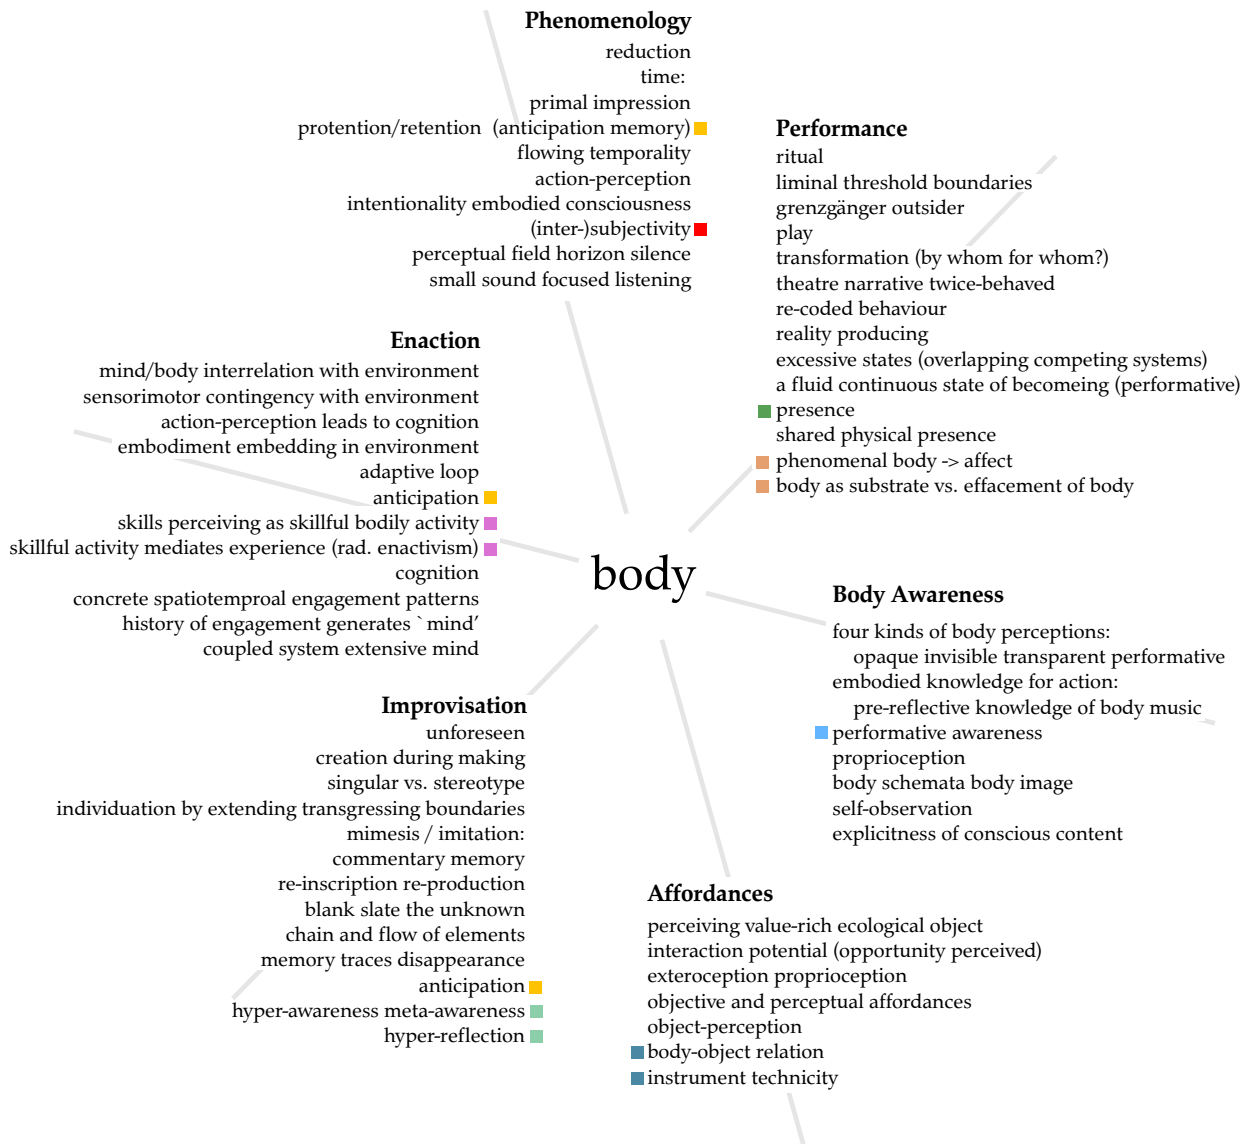 Phenomenology
reduction
time:
primal impression
protention/retention (anticipation memory)
flowing temporality
action-perception
intentionality embodied consciousness
(inter-)subjectivity
perceptual field horizon silence
small sound focused listening
Performance
ritual
liminal threshold boundaries
grenzgänger outsider
play
transformation (by whom for whom?)
theatre narrative twice-behaved
re-coded behaviour
reality producing
excessive states (overlapping competing systems)
a fluid continuous state of becomeing (performative)
presence
shared physical presence
phenomenal body -> affect
body as substrate vs. effacement of body
Enaction
mind/body interrelation with environment
sensorimotor contingency with environment
action-perception leads to cognition
embodiment embedding in environment
adaptive loop
anticipation
skills perceiving as skillful bodily activity
skillful activity mediates experience (rad. enactivism)
cognition
concrete spatiotemproal engagement patterns
history of engagement generates `mind'
coupled system extensive mind
body
Body Awareness
four kinds of body perceptions:
opaque invisible transparent performative
embodied knowledge for action:
pre-reflective knowledge of body music
performative awareness
proprioception
body schemata body image
self-observation
explicitness of conscious content
Improvisation
unforeseen
creation during making
singular vs. stereotype
individuation by extending transgressing boundaries
mimesis / imitation:
commentary memory
re-inscription re-production
blank slate the unknown
chain and flow of elements
memory traces disappearance
anticipation
hyper-awareness meta-awareness
hyper-reflection
Affordances
perceiving value-rich ecological object
interaction potential (opportunity perceived)
exteroception proprioception
objective and perceptual affordances
object-perception
body-object relation
instrument technicity